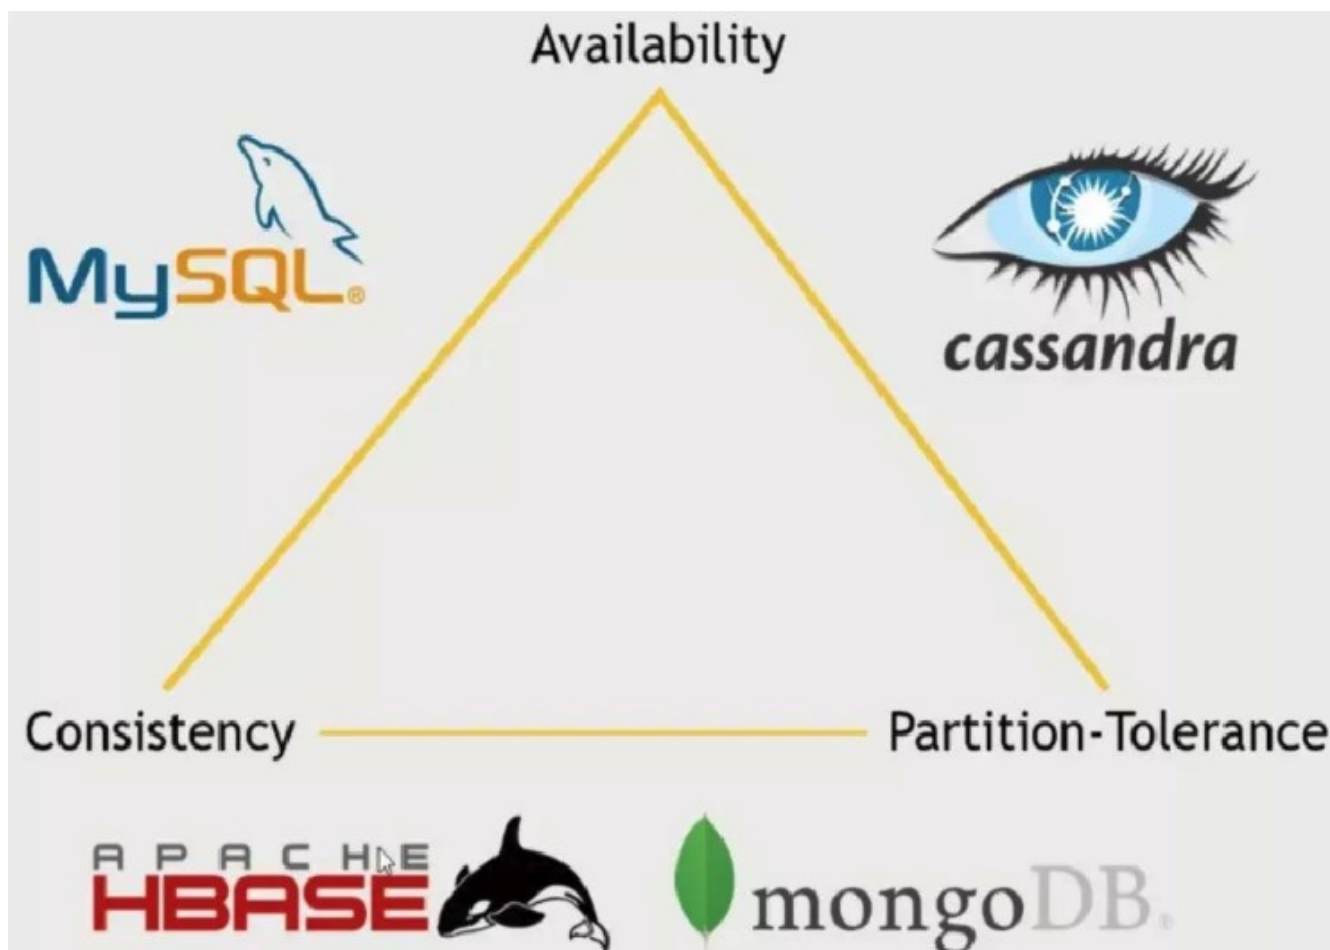 Availability
MySQL®
cassandra
Consistency
Partition-Tolerance
APACHE
HBASE
mongoDB®